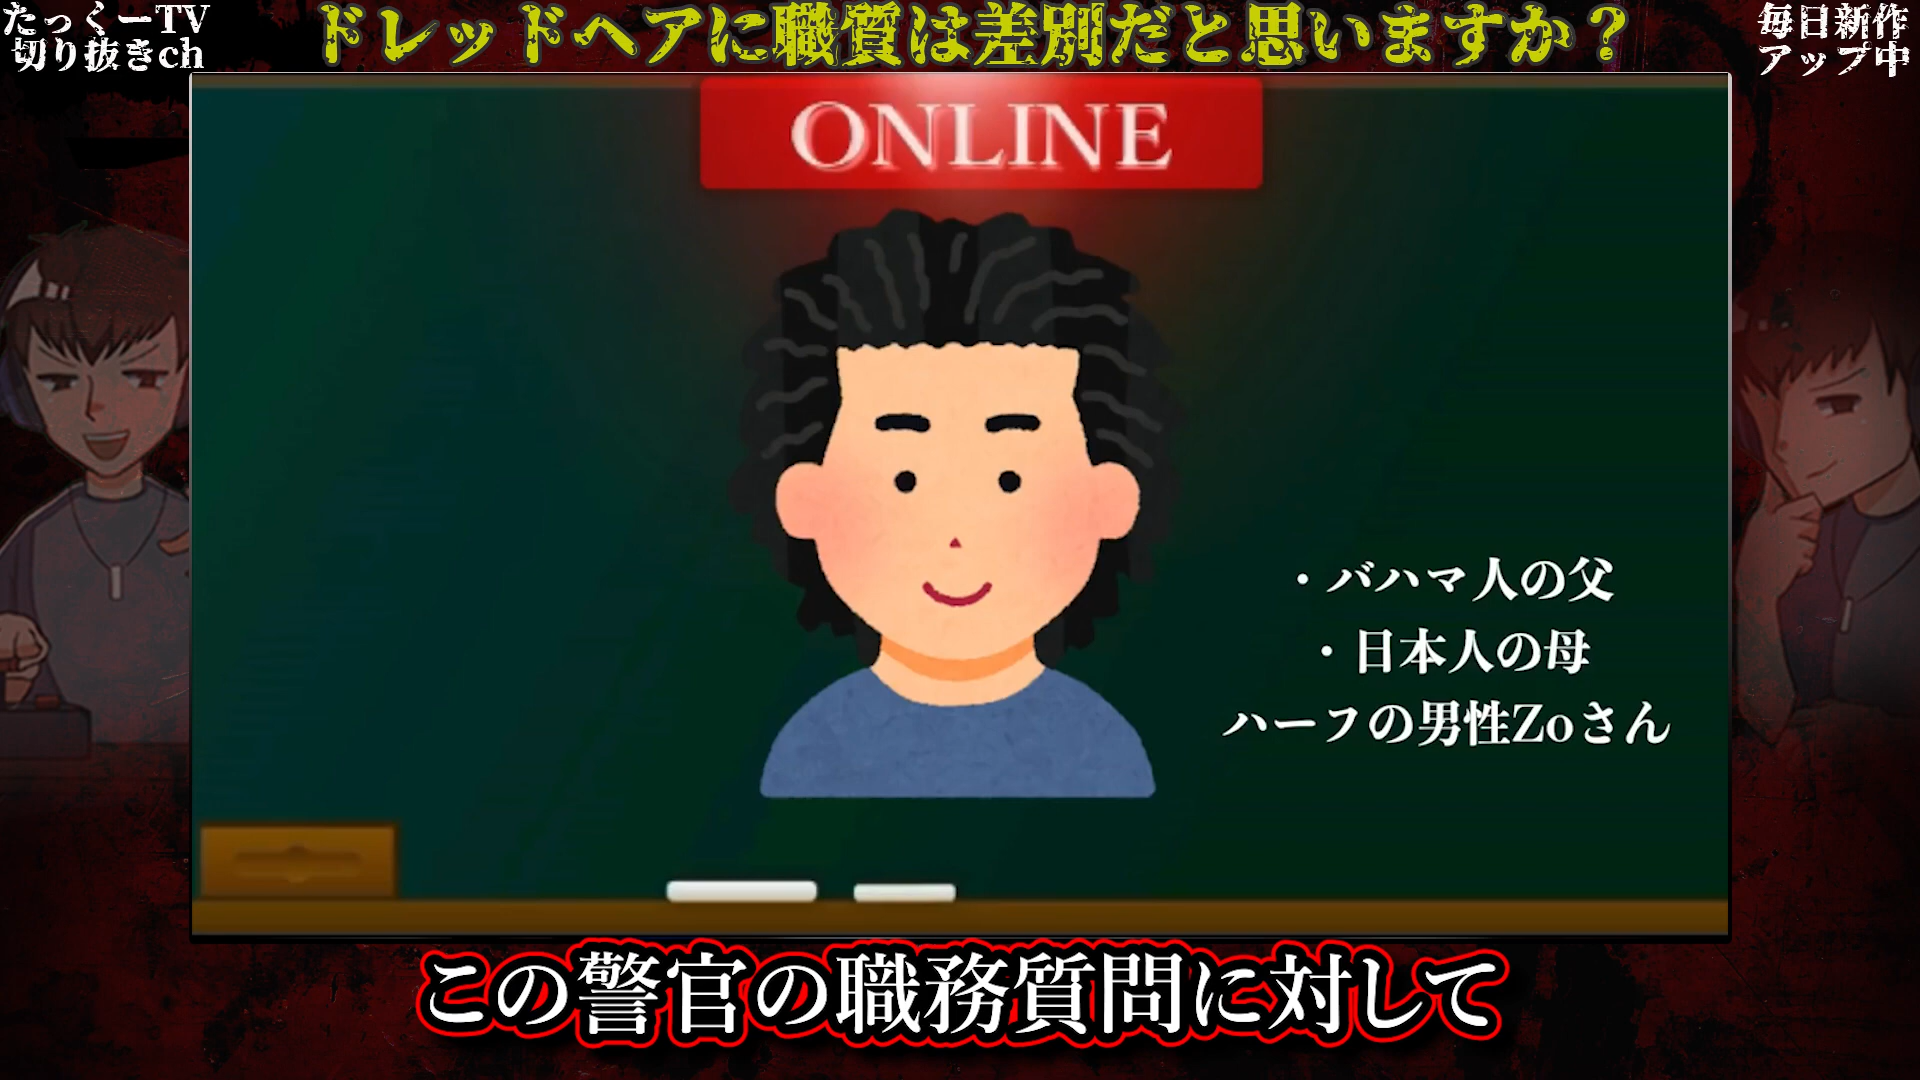 たっくーTV
切り抜きch
ドレッドヘアに職質は差別だと思いますか？
毎日新作
アップ中
ONLINE
・バハマ人の父
・日本人の母
ハーフの男性Zoさん
この警官の職務質問に対して